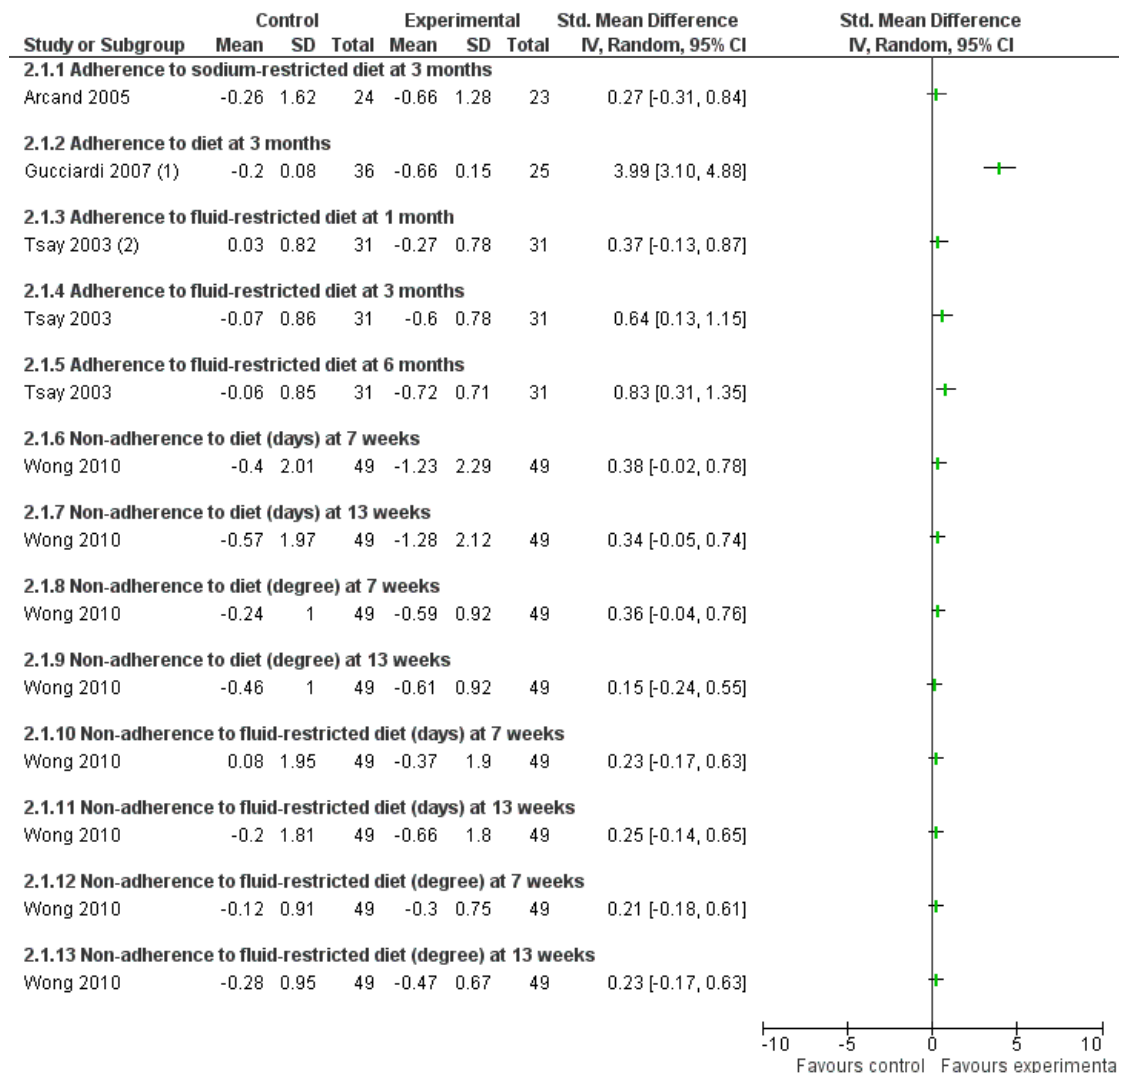 Control Experimental Std. Mean Difference Std. Mean Difference
Study or Subgroup Mean SD Total Mean SD Total IV, Random, 95% CI IV, Random, 95% CI
2.1.1 Adherence to sodium-restricted diet at 3 months
Arcand 2005 -0.26 1.62 24 -0.66 1.28 23 0.27 [-0.31, 0.84]
2.1.2 Adherence to diet at 3 months
Gucciardi 2007 (1) -0.2 0.08 36 -0.66 0.15 25 3.99 [3.10, 4.88]
2.1.3 Adherence to fluid-restricted diet at 1 month
Tsay 2003 (2) 0.03 0.82 31 -0.27 0.78 31 0.37 [-0.13, 0.87]
2.1.4 Adherence to fluid-restricted diet at 3 months
Tsay 2003 -0.07 0.86 31 -0.6 0.78 31 0.64 [0.13, 1.15]
2.1.5 Adherence to fluid-restricted diet at 6 months
Tsay 2003 -0.06 0.85 31 -0.72 0.71 31 0.83 [0.31, 1.35]
2.1.6 Non-adherence to diet (days) at 7 weeks
Wong 2010 -0.4 2.01 49 -1.23 2.29 49 0.38 [-0.02, 0.78]
2.1.7 Non-adherence to diet (days) at 13 weeks
Wong 2010 -0.57 1.97 49 -1.28 2.12 49 0.34 [-0.05, 0.74]
2.1.8 Non-adherence to diet (degree) at 7 weeks
Wong 2010 -0.24 1 49 -0.59 0.92 49 0.36 [-0.04, 0.76]
2.1.9 Non-adherence to diet (degree) at 13 weeks
Wong 2010 -0.46 1 49 -0.61 0.92 49 0.15 [-0.24, 0.55]
2.1.10 Non-adherence to fluid-restricted diet (days) at 7 weeks
Wong 2010 0.08 1.95 49 -0.37 1.9 49 0.23 [-0.17, 0.63]
2.1.11 Non-adherence to fluid-restricted diet (days) at 13 weeks
Wong 2010 -0.2 1.81 49 -0.66 1.8 49 0.25 [-0.14, 0.65]
2.1.12 Non-adherence to fluid-restricted diet (degree) at 7 weeks
Wong 2010 -0.12 0.91 49 -0.3 0.75 49 0.21 [-0.18, 0.61]
2.1.13 Non-adherence to fluid-restricted diet (degree) at 13 weeks
Wong 2010 -0.28 0.95 49 -0.47 0.67 49 0.23 [-0.17, 0.63]
-10 -5 0 5 10
Favours control Favours experimenta